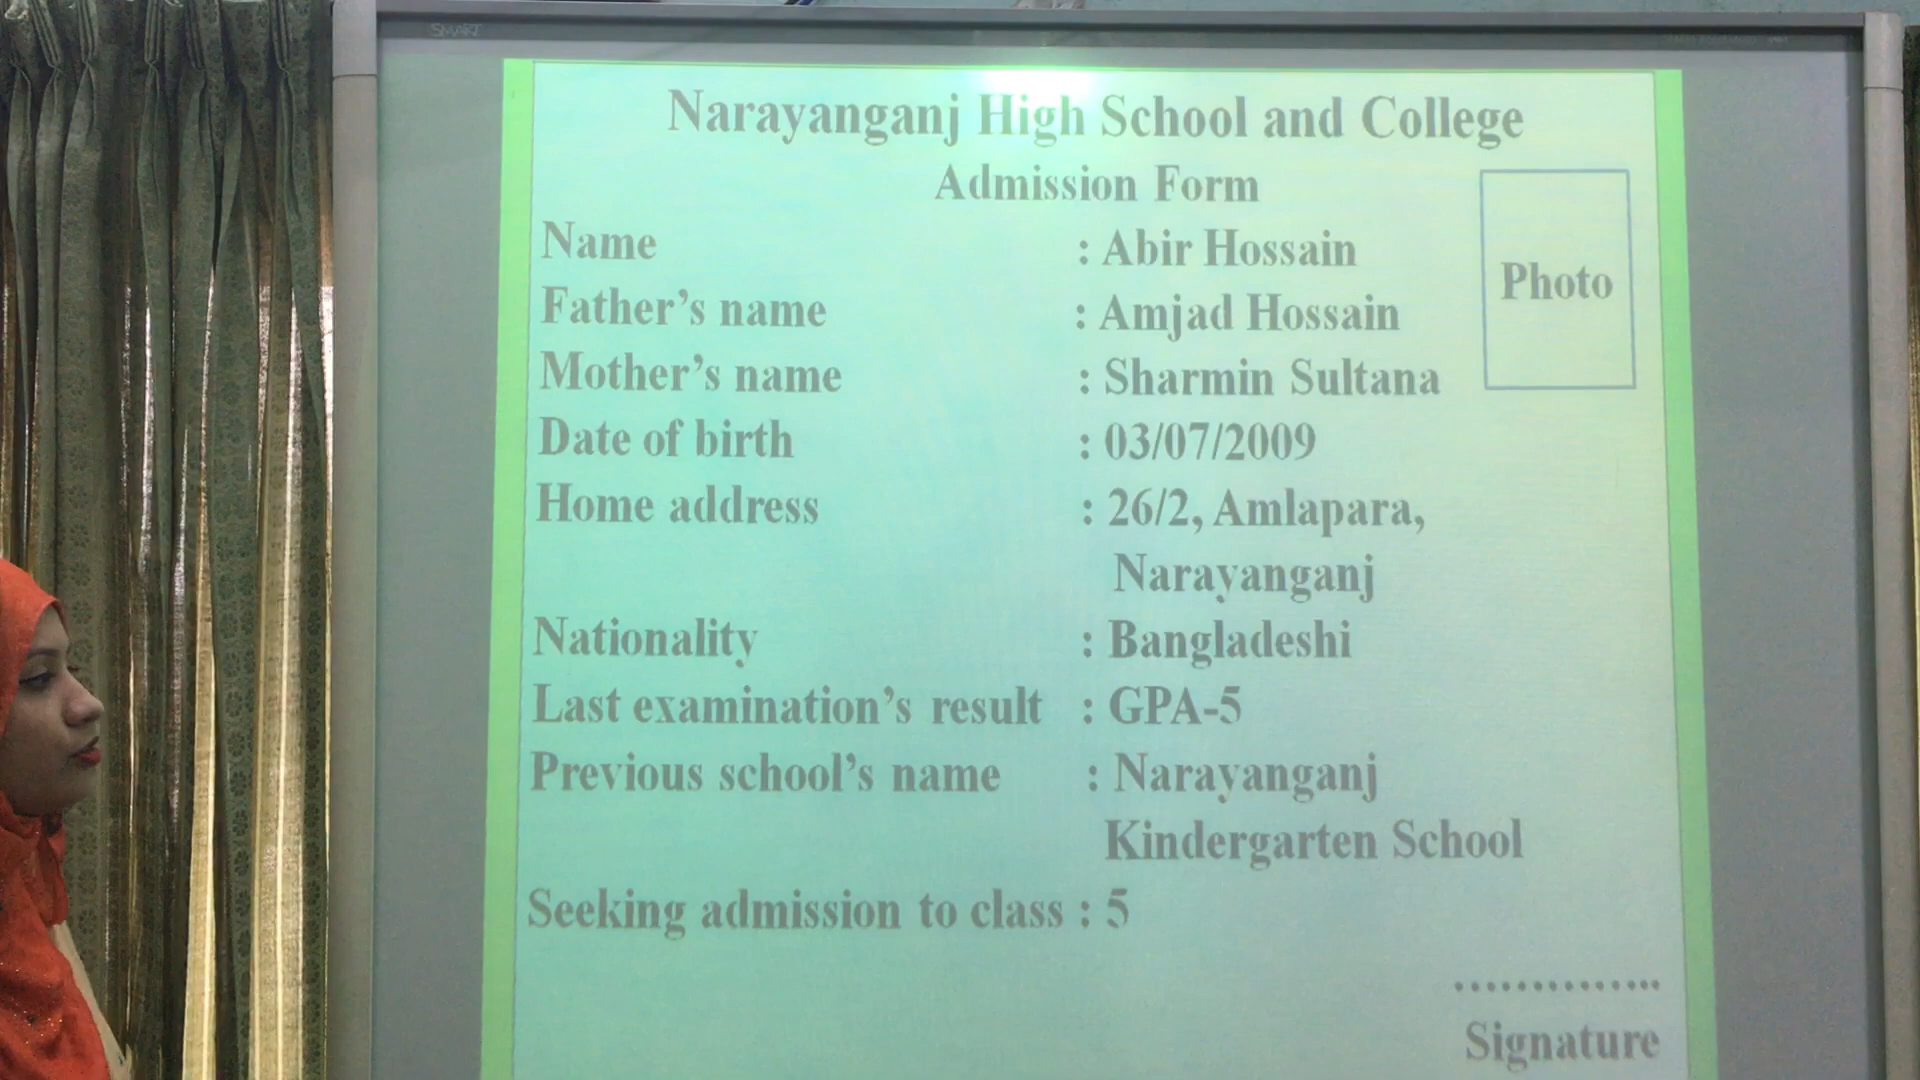 SMART
Narayanganj High School and College
Admission Form
Photo
Name : Abir Hossain
Father’s name : Amjad Hossain
Mother’s name : Sharmin Sultana
Date of birth : 03/07/2009
Home address : 26/2, Amlapara,
Narayanganj
Nationality : Bangladeshi
Last examination’s result : GPA-5
Previous school’s name : Narayanganj
Kindergarten School
Seeking admission to class : 5
...............
Signature